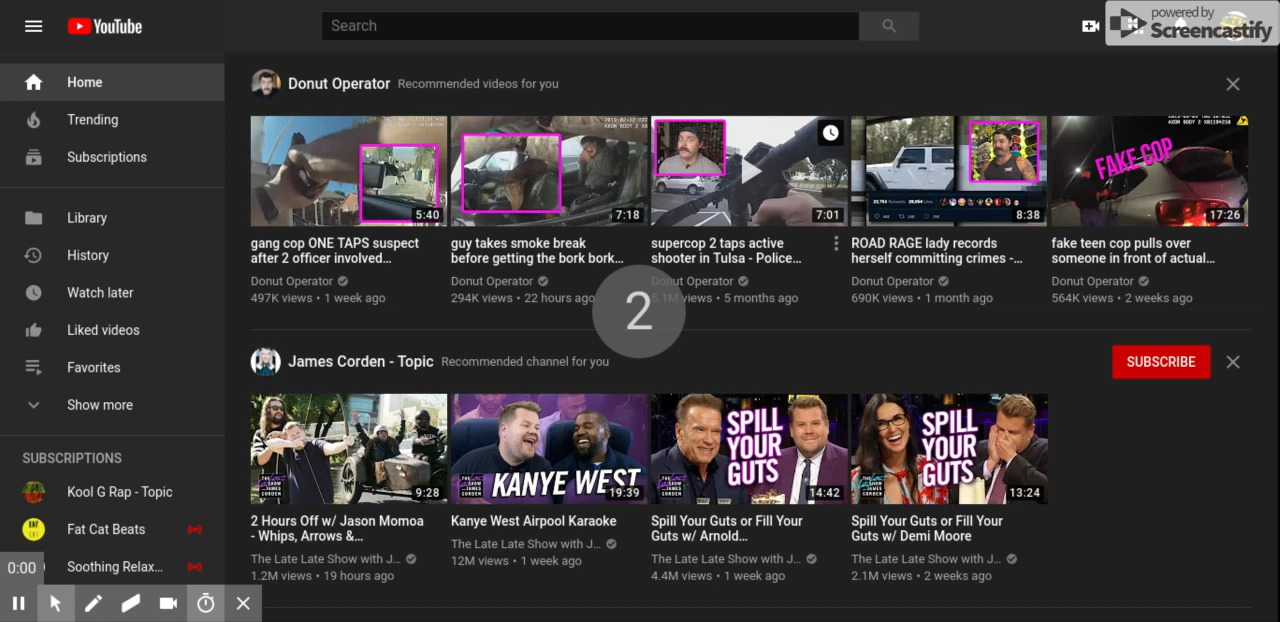 YouTube
Search
powered by
Screencastify
Home
Trending
Subscriptions
Library
History
Watch later
Liked videos
Favorites
Show more
SUBSCRIPTIONS
Kool G Rap - Topic
Fat Cat Beats
Soothing Relax...
0:00
Donut Operator Recommended videos for you
5:40
7:18
7:01
8:38
FAKE COP
17:26
gang cop ONE TAPS suspect
after 2 officer involved...
Donut Operator
497K views • 1 week ago
guy takes smoke break
before getting the bork bork...
Donut Operator
294K views • 22 hours ago
supercop 2 taps active
shooter in Tulsa - Police...
Donut Operator
5.1M views • 5 months ago
ROAD RAGE lady records
herself committing crimes -...
Donut Operator
690K views • 1 month ago
fake teen cop pulls over
someone in front of actual...
Donut Operator
564K views • 2 weeks ago
2
James Corden - Topic Recommended channel for you
SUBSCRIBE
THE LATE LATE SHOW JAMES CORDEN
9:28
KANYE WEST
19:39
SPILL
YOUR
GUTS
14:42
SPILL
YOUR
GUTS
13:24
2 Hours Off w/ Jason Momoa
- Whips, Arrows &...
The Late Late Show with J...
1.2M views • 19 hours ago
Kanye West Airpool Karaoke
The Late Late Show with J...
12M views • 1 week ago
Spill Your Guts or Fill Your
Guts w/ Arnold...
The Late Late Show with J...
4.4M views • 1 week ago
Spill Your Guts or Fill Your
Guts w/ Demi Moore
The Late Late Show with J...
2.1M views • 2 weeks ago